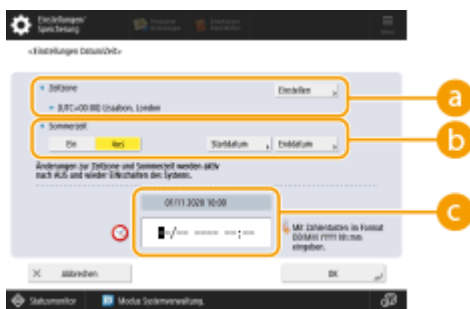 Einstellungen/
Speicherung
<Einstellungen Datum/Zeit>
Zeitzone
Einstellen
(UTC+00:00) Lissabon, London
Sommerzeit
Ein
Aus
Startdatum
Enddatum
Änderungen zur Zeitzone und Sommerzeit werden aktiv
nach AUS und wieder EINschalten des Systems.
01/11 2020 10:00
--/-- ---- --:--
Mit Zahlentasten im Format
DD/MM YYYY hh:mm
eingeben.
Abbrechen
OK
Statusmonitor
Modus Systemverwaltung.
a
b
c